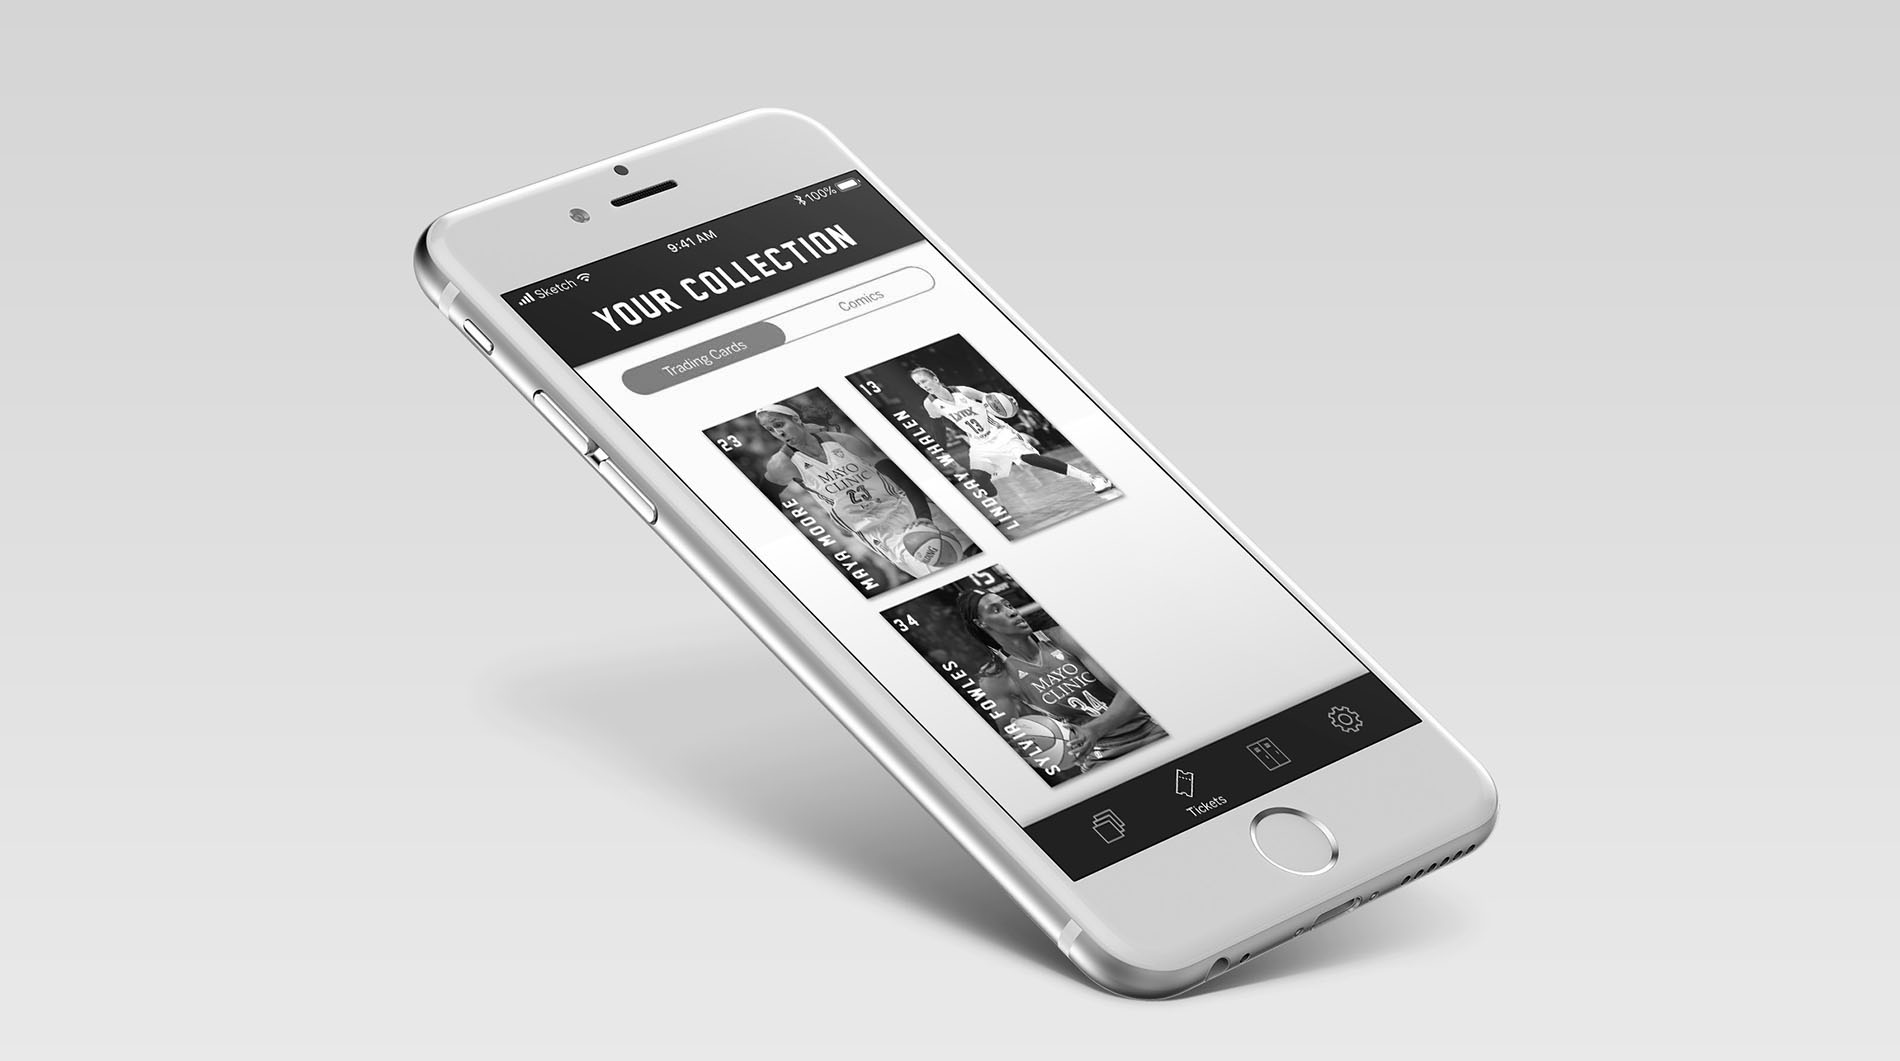 Sketch
9:41 AM
100%
YOUR COLLECTION
Trading Cards
Comics
23
MAYA MOORE
MAYO
CLINIC
23
13
LINDSAY WHALEN
LYNX
13
34
SYLVIA FOWLES
15
MAYO
CLINIC
34
Tickets